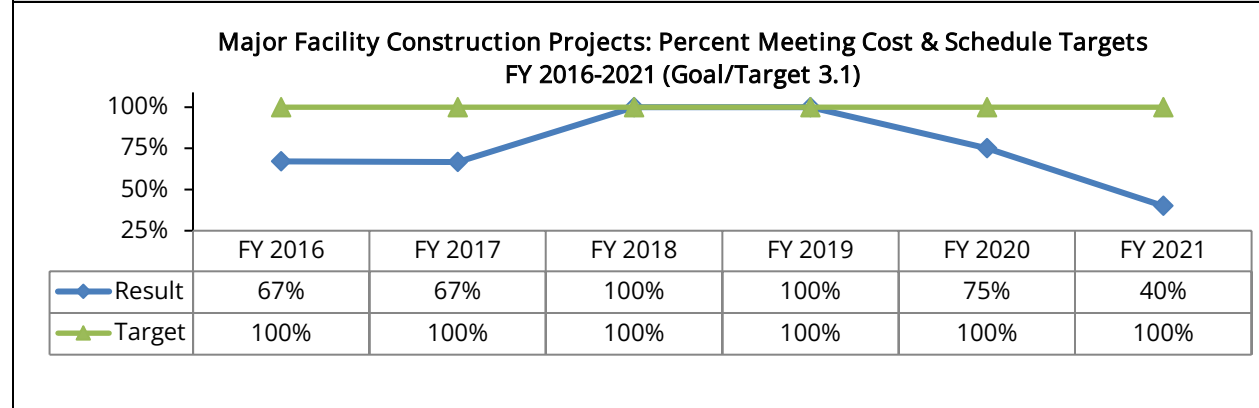 Major Facility Construction Projects: Percent Meeting Cost & Schedule Targets
FY 2016-2021 (Goal/Target 3.1)
100%
75%
50%
25%
FY 2016 FY 2017 FY 2018 FY 2019 FY 2020 FY 2021
Result 67% 67% 100% 100% 75% 40%
Target 100% 100% 100% 100% 100% 100%